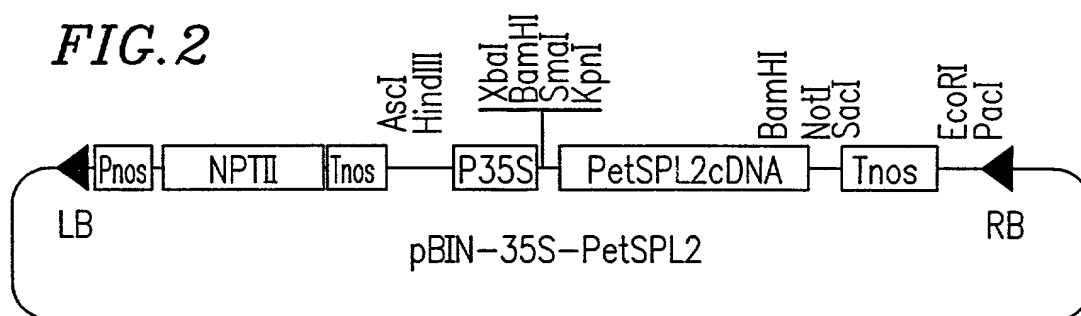 FIG.2
AscI
HindIII
XbaI
BamHI
SmaI
KpnI
BamHI
NotI
SacI
EcoRI
PacI
Pnos
NPTII
Tnos
P35S
PetSPL2cDNA
Tnos
LB
RB
pBIN-35S-PetSPL2